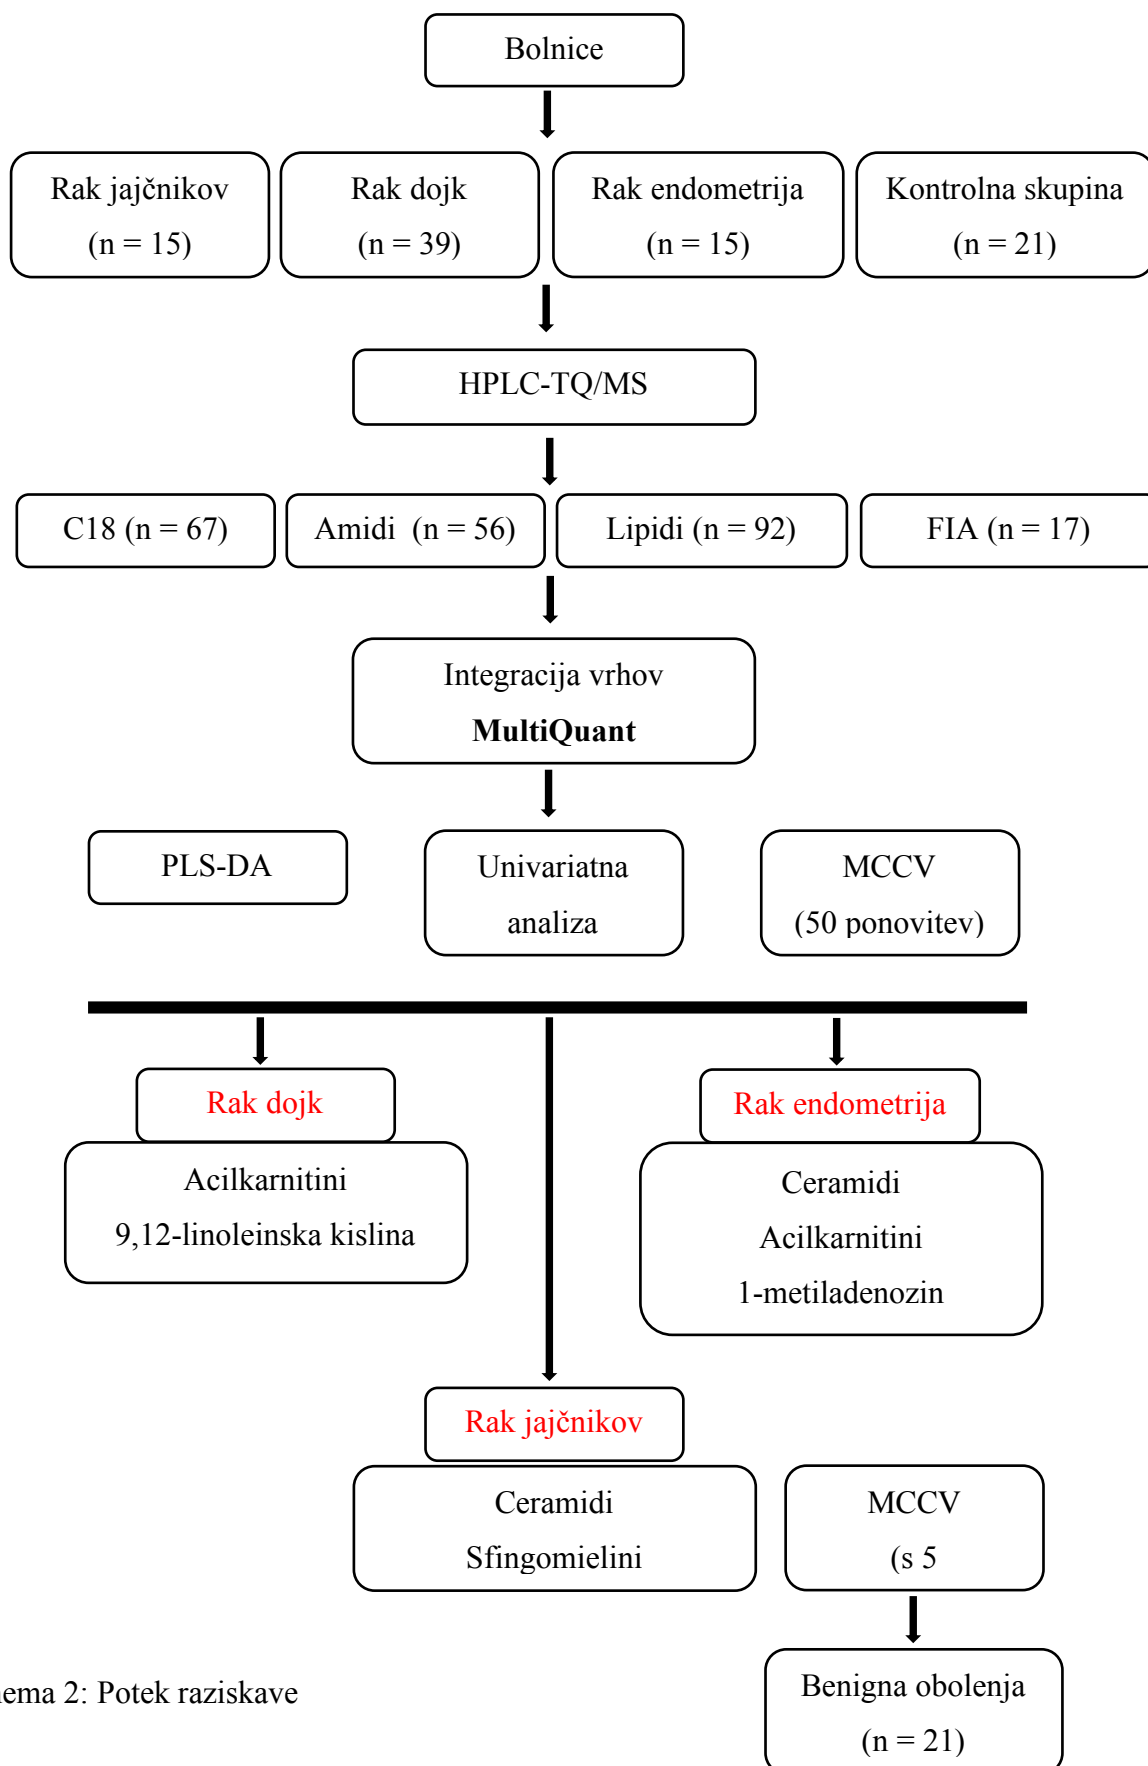 Bolnice
Rak jajčnikov
(n = 15)
Rak dojk
(n = 39)
Rak endometrija
(n = 15)
Kontrolna skupina
(n = 21)
HPLC-TQ/MS
C18 (n = 67)
Amidi (n = 56)
Lipidi (n = 92)
FIA (n = 17)
Integracija vrhov
MultiQuant
PLS-DA
Univariatna
analiza
MCCV
(50 ponovitev)
Rak dojk
Acilkarnitini
9,12-linoleinska kislina
Rak endometrija
Ceramidi
Acilkarnitini
1-metiladenozin
Rak jajčnikov
Ceramidi
Sfingomielini
MCCV
(s 5
Benigna obolenja
(n = 21)
ema 2: Potek raziskave